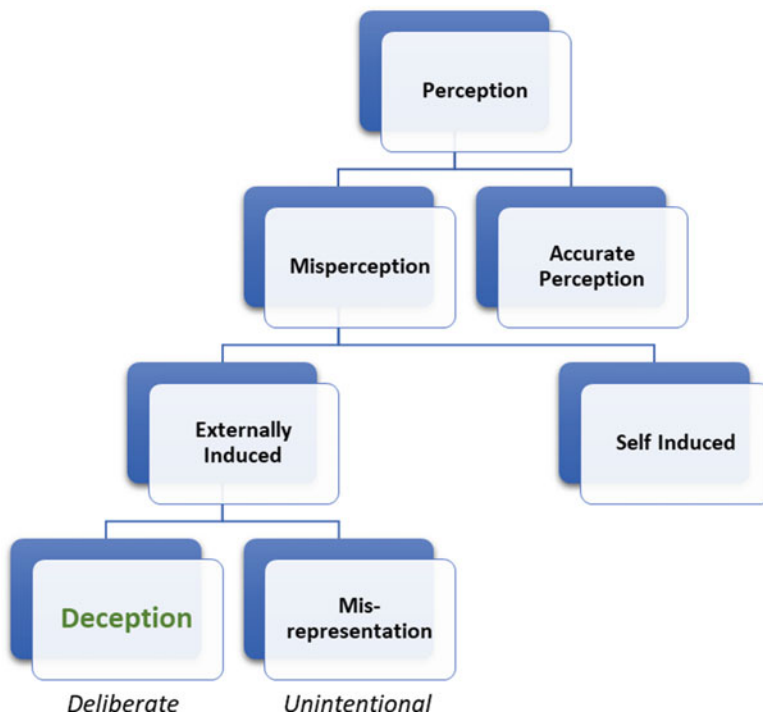 Perception
Misperception
Accurate
Perception
Externally
Induced
Self Induced
Deception
Mis-
representation
Deliberate
Unintentional